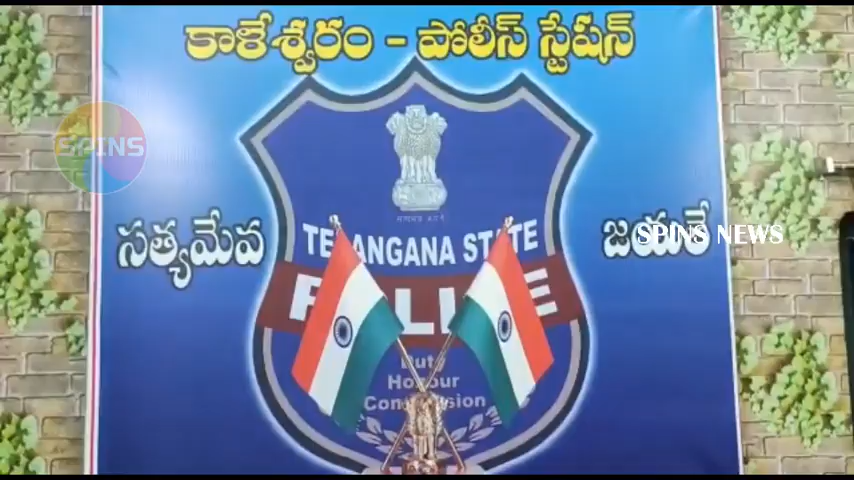 కాళేశ్వరం - పోలీస్ స్టేషన్
SPINS
సత్యమేవ
జయతే
SPINS NEWS
TELANGANA STATE
POLICE
Duty
Honour
Compassion